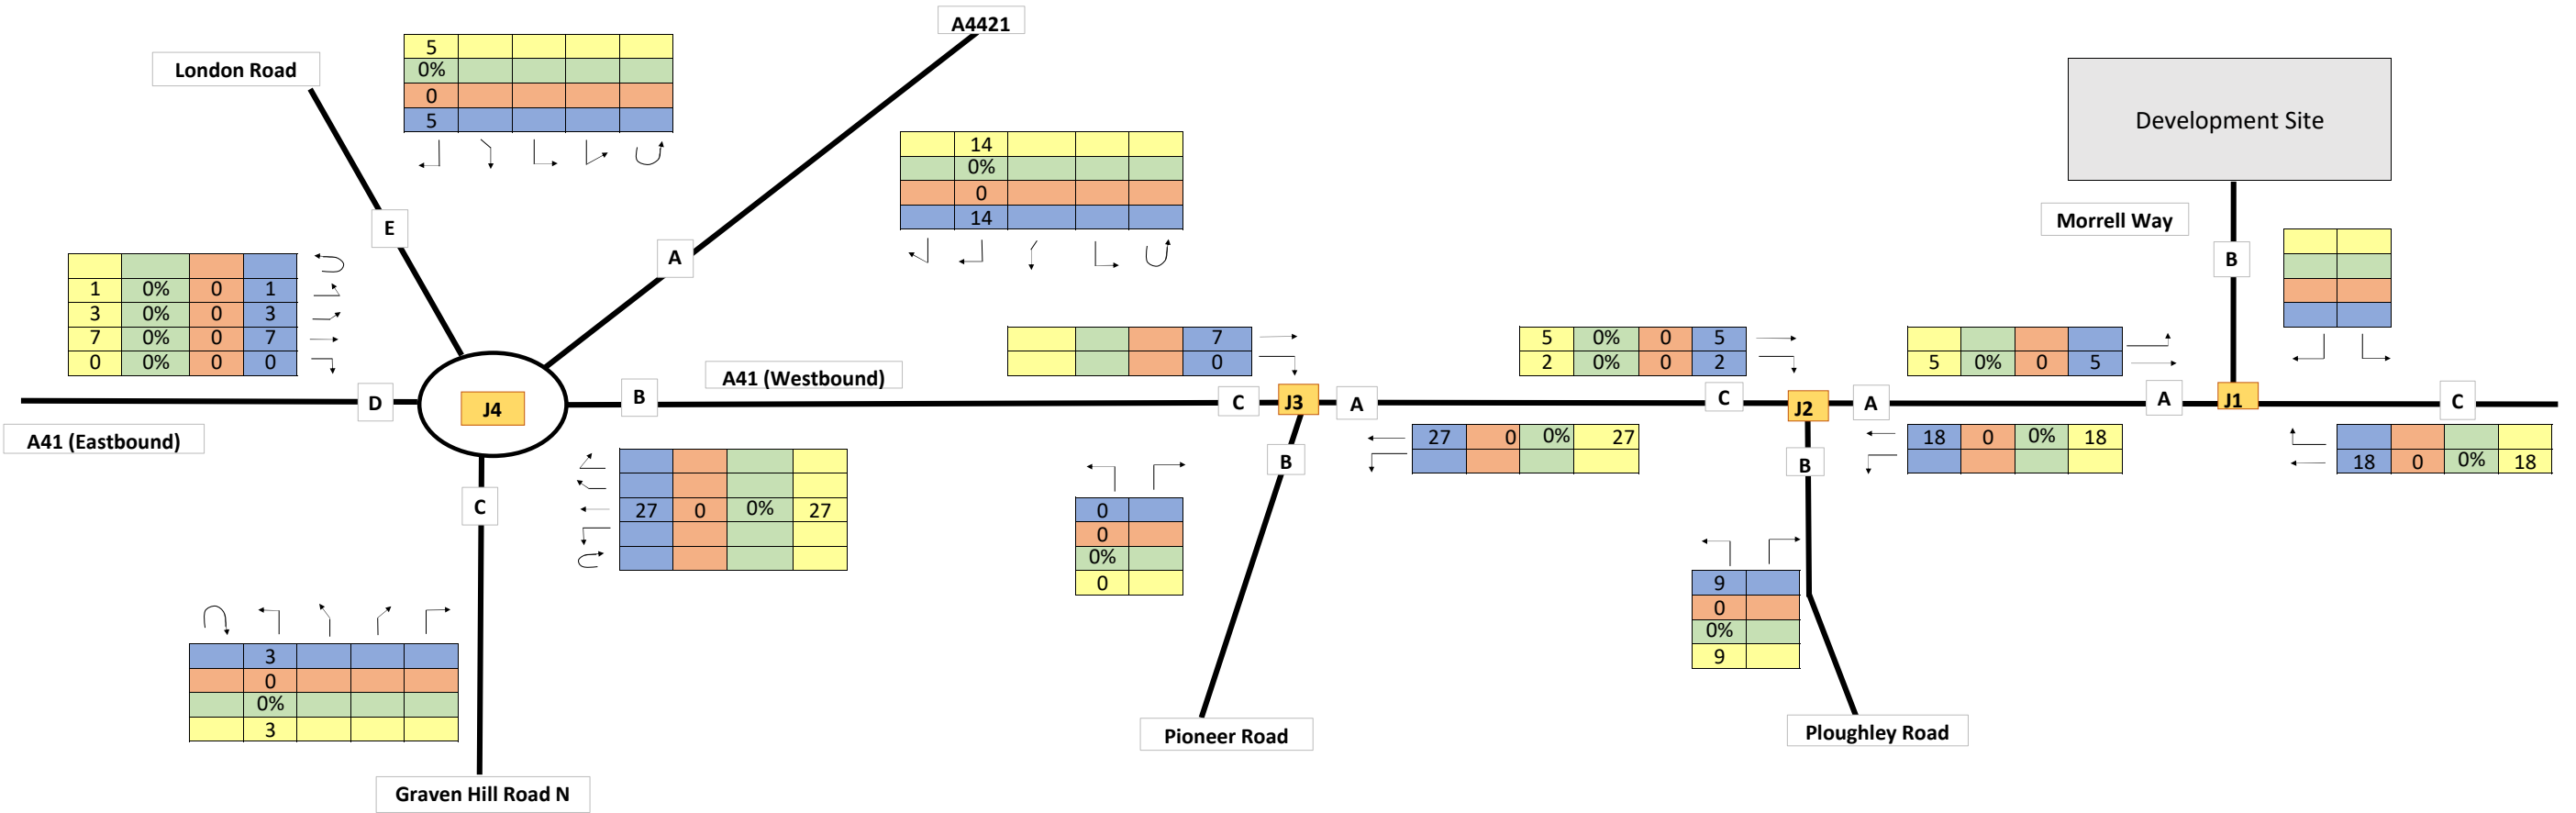 A4421
London Road
5
0%
0
5
14
0%
0
14
Development Site
Morrell Way
E
A
B
1 0% 0 1
3 0% 0 3
7 0% 0 7
0 0% 0 0
7
0
5 0% 0 5
2 0% 0 2
5 0% 0 5
A41 (Westbound)
D
J4
B
C
J3
A
C
J2
A
A
J1
C
A41 (Eastbound)
27 0 0% 27
18 0 0% 18
18 0 0% 18
B
B
C
27 0 0% 27
0
0
0%
0
9
0
0%
9
3
0
0%
3
Pioneer Road
Ploughley Road
Graven Hill Road N